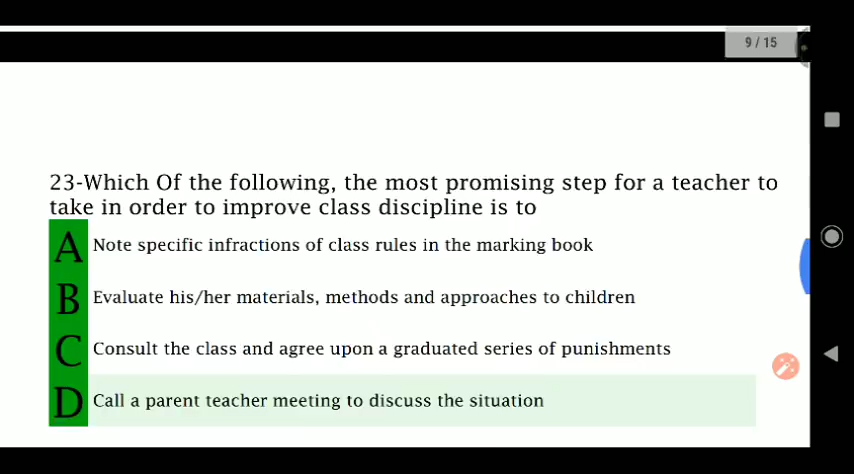 9 / 15
23-Which Of the following, the most promising step for a teacher to
take in order to improve class discipline is to
A Note specific infractions of class rules in the marking book
B Evaluate his/her materials, methods and approaches to children
C Consult the class and agree upon a graduated series of punishments
D Call a parent teacher meeting to discuss the situation